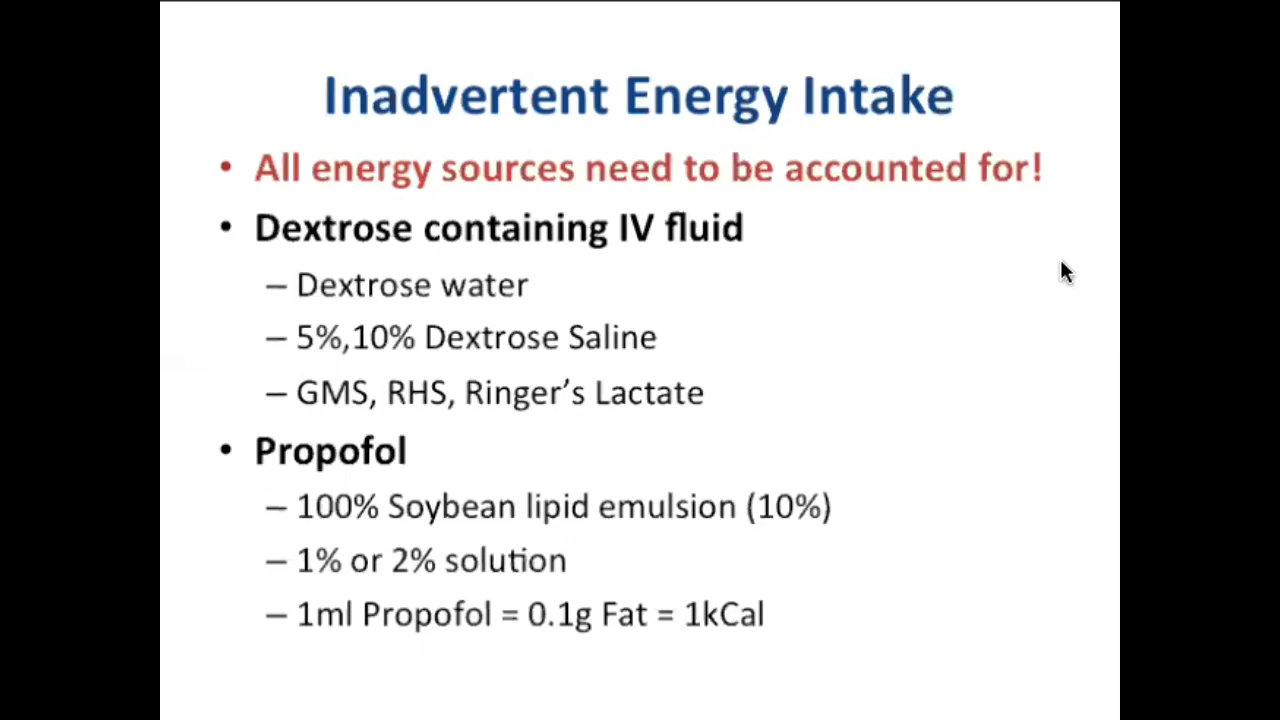 Inadvertent Energy Intake
• All energy sources need to be accounted for!
• Dextrose containing IV fluid
– Dextrose water
– 5%,10% Dextrose Saline
– GMS, RHS, Ringer’s Lactate
• Propofol
– 100% Soybean lipid emulsion (10%)
– 1% or 2% solution
– 1ml Propofol = 0.1g Fat = 1kCal